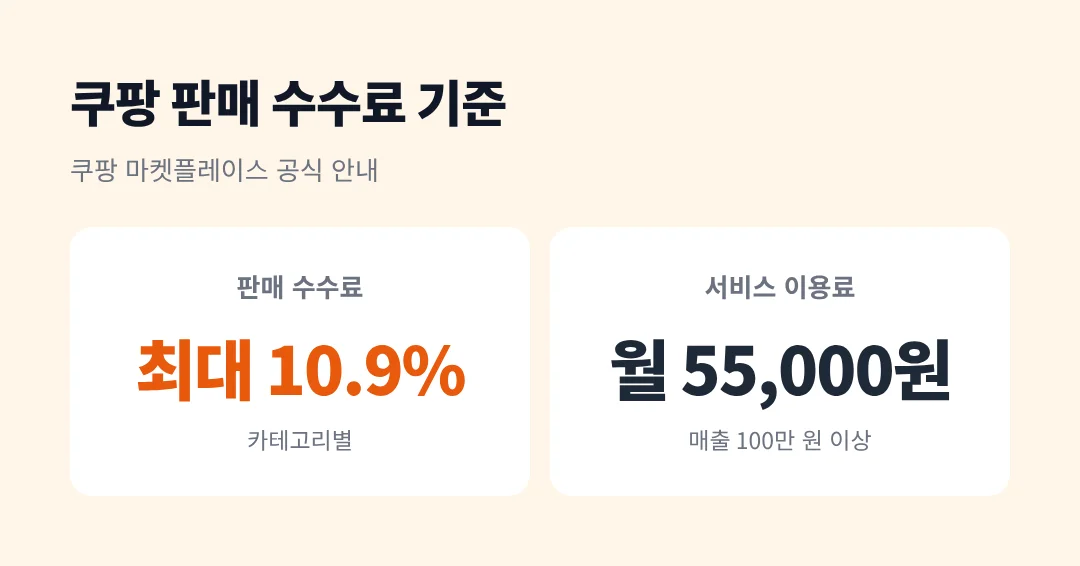 쿠팡 판매 수수료 기준
쿠팡 마켓플레이스 공식 안내
판매 수수료
최대 10.9%
카테고리별
서비스 이용료
월 55,000원
매출 100만 원 이상